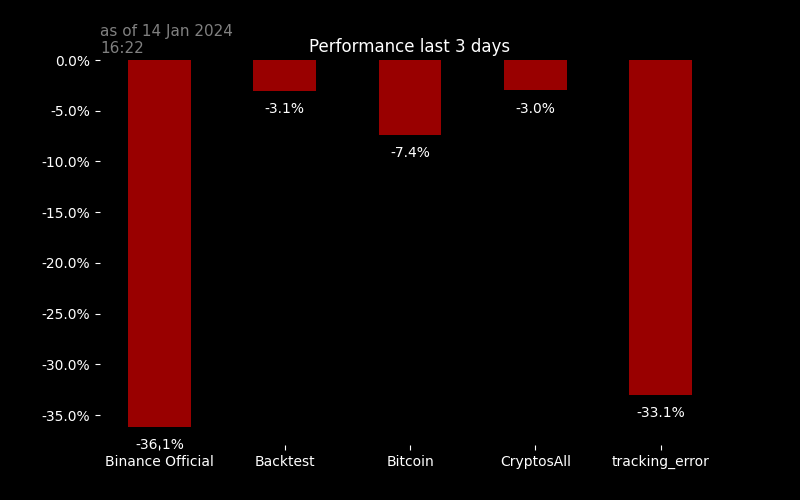 as of 14 Jan 2024
16:22
Performance last 3 days
0.0%
-5.0%
-10.0%
-15.0%
-20.0%
-25.0%
-30.0%
-35.0%
-36.1%
-3.1%
-7.4%
-3.0%
-33.1%
Binance Official
Backtest
Bitcoin
CryptosAll
tracking_error